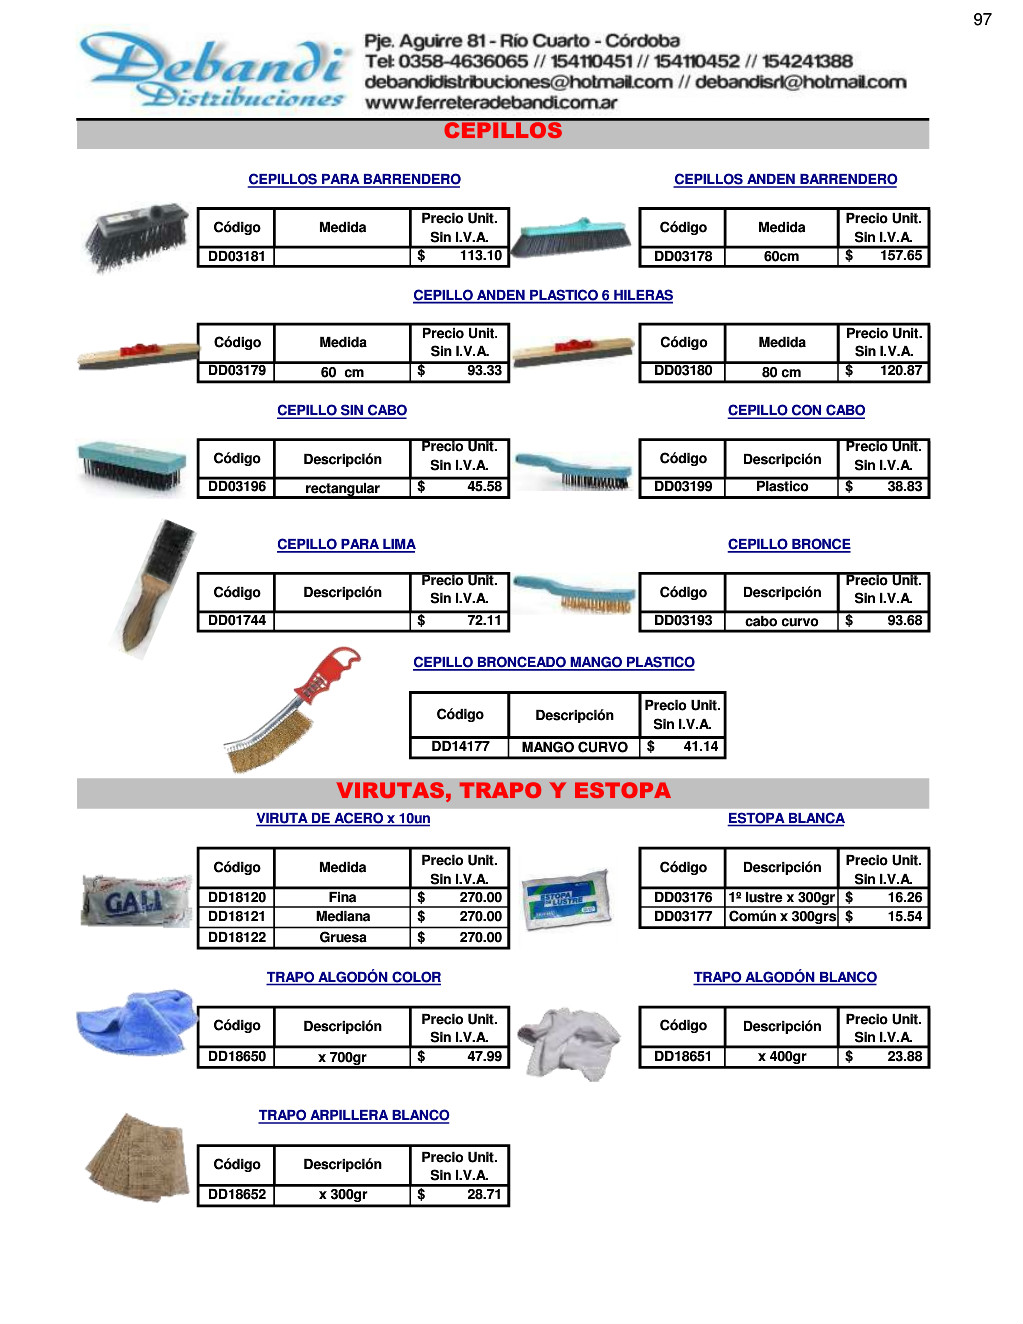 97
Debandi
Distribuciones
Pje. Aguirre 81 - Río Cuarto - Córdoba
Tel: 0358-4636065 // 154110451 // 154110452 // 154241388
debandidistribuciones@hotmail.com // debandisrl@hotmail.com
www.ferreteradebandi.com.ar
CEPILLOS
CEPILLOS PARA BARRENDERO
Código Medida Precio Unit. Sin I.V.A.
DD03181 $ 113.10
CEPILLOS ANDEN BARRENDERO
Código Medida Precio Unit. Sin I.V.A.
DD03178 60cm $ 157.65
CEPILLO ANDEN PLASTICO 6 HILERAS
Código Medida Precio Unit. Sin I.V.A.
DD03179 60 cm $ 93.33
Código Medida Precio Unit. Sin I.V.A.
DD03180 80 cm $ 120.87
CEPILLO SIN CABO
Código Descripción Precio Unit. Sin I.V.A.
DD03196 rectangular $ 45.58
CEPILLO CON CABO
Código Descripción Precio Unit. Sin I.V.A.
DD03199 Plastico $ 38.83
CEPILLO PARA LIMA
Código Descripción Precio Unit. Sin I.V.A.
DD01744 $ 72.11
CEPILLO BRONCE
Código Descripción Precio Unit. Sin I.V.A.
DD03193 cabo curvo $ 93.68
CEPILLO BRONCEADO MANGO PLASTICO
Código Descripción Precio Unit. Sin I.V.A.
DD14177 MANGO CURVO $ 41.14
VIRUTAS, TRAPO Y ESTOPA
VIRUTA DE ACERO x 10un
GALI
Código Medida Precio Unit. Sin I.V.A.
DD18120 Fina $ 270.00
DD18121 Mediana $ 270.00
DD18122 Gruesa $ 270.00
ESTOPA BLANCA
ESTOPA
LUSTRE
Código Descripción Precio Unit. Sin I.V.A.
DD03176 1º lustre x 300gr $ 16.26
DD03177 Común x 300grs $ 15.54
TRAPO ALGODÓN COLOR
Código Descripción Precio Unit. Sin I.V.A.
DD18650 x 700gr $ 47.99
TRAPO ALGODÓN BLANCO
Código Descripción Precio Unit. Sin I.V.A.
DD18651 x 400gr $ 23.88
TRAPO ARPILLERA BLANCO
Código Descripción Precio Unit. Sin I.V.A.
DD18652 x 300gr $ 28.71